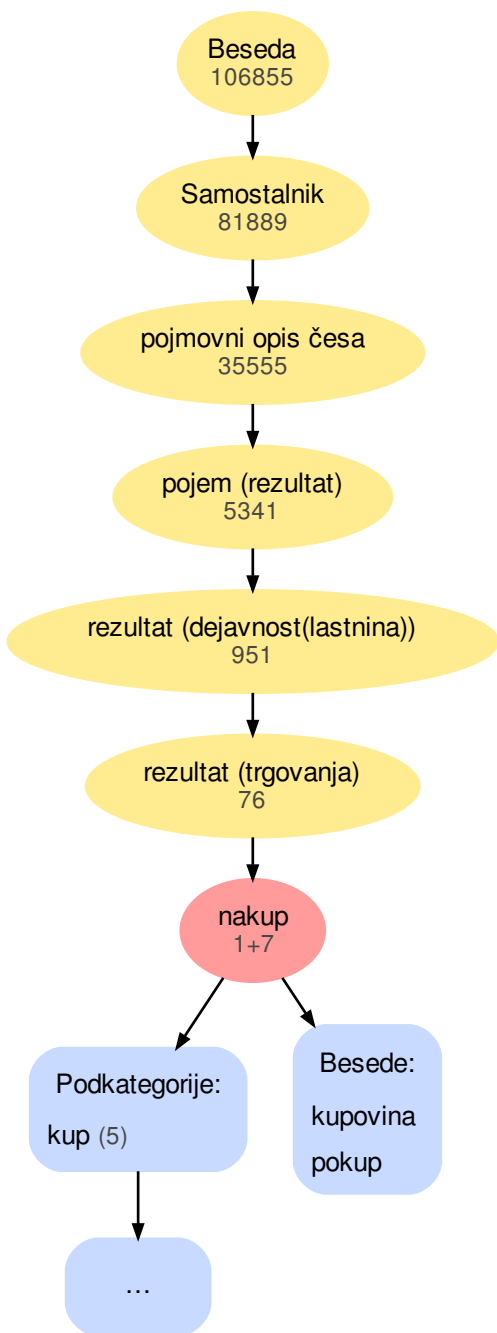 Beseda
106855
Samostalnik
81889
pojmovni opis česa
35555
pojem (rezultat)
5341
rezultat (dejavnost(lastnina))
951
rezultat (trgovanja)
76
nakup
1+7
Podkategorije:
kup (5)
Besede:
kupovina
pokup
...